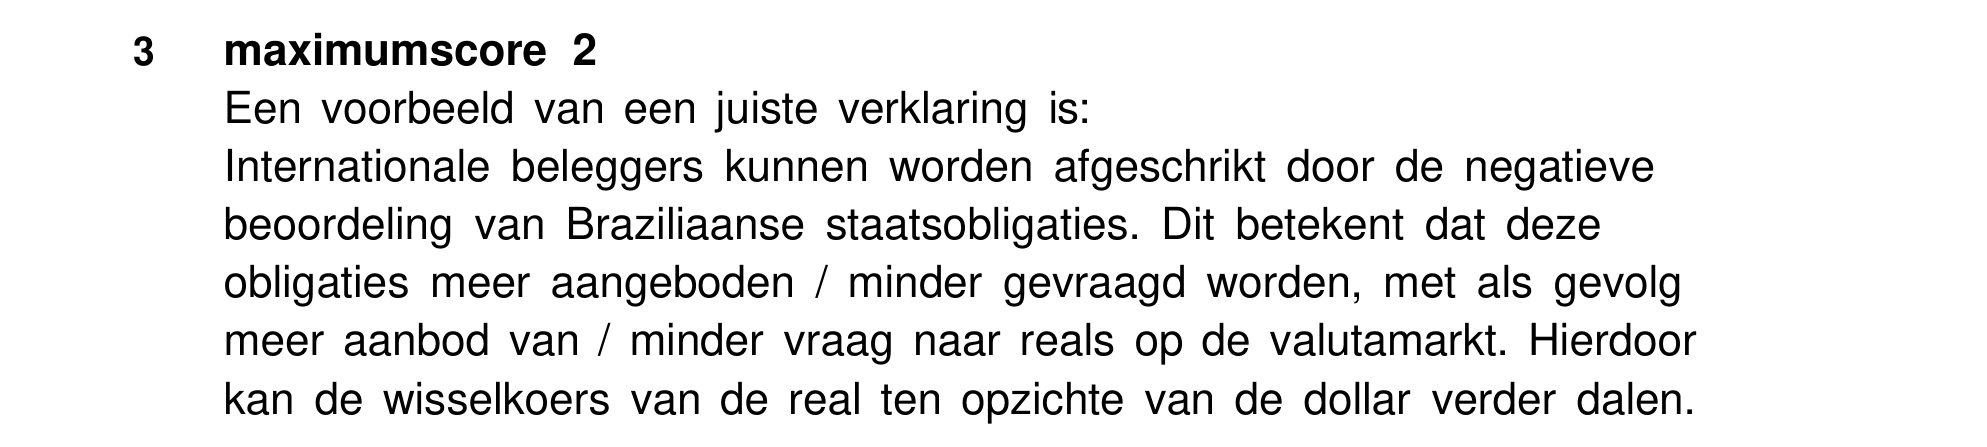 3 maximumscore 2
Een voorbeeld van een juiste verklaring is:
Internationale beleggers kunnen worden afgeschrikt door de negatieve
beoordeling van Braziliaanse staatsobligaties. Dit betekent dat deze
obligaties meer aangeboden / minder gevraagd worden, met als gevolg
meer aanbod van / minder vraag naar reals op de valutamarkt. Hierdoor
kan de wisselkoers van de real ten opzichte van de dollar verder dalen.